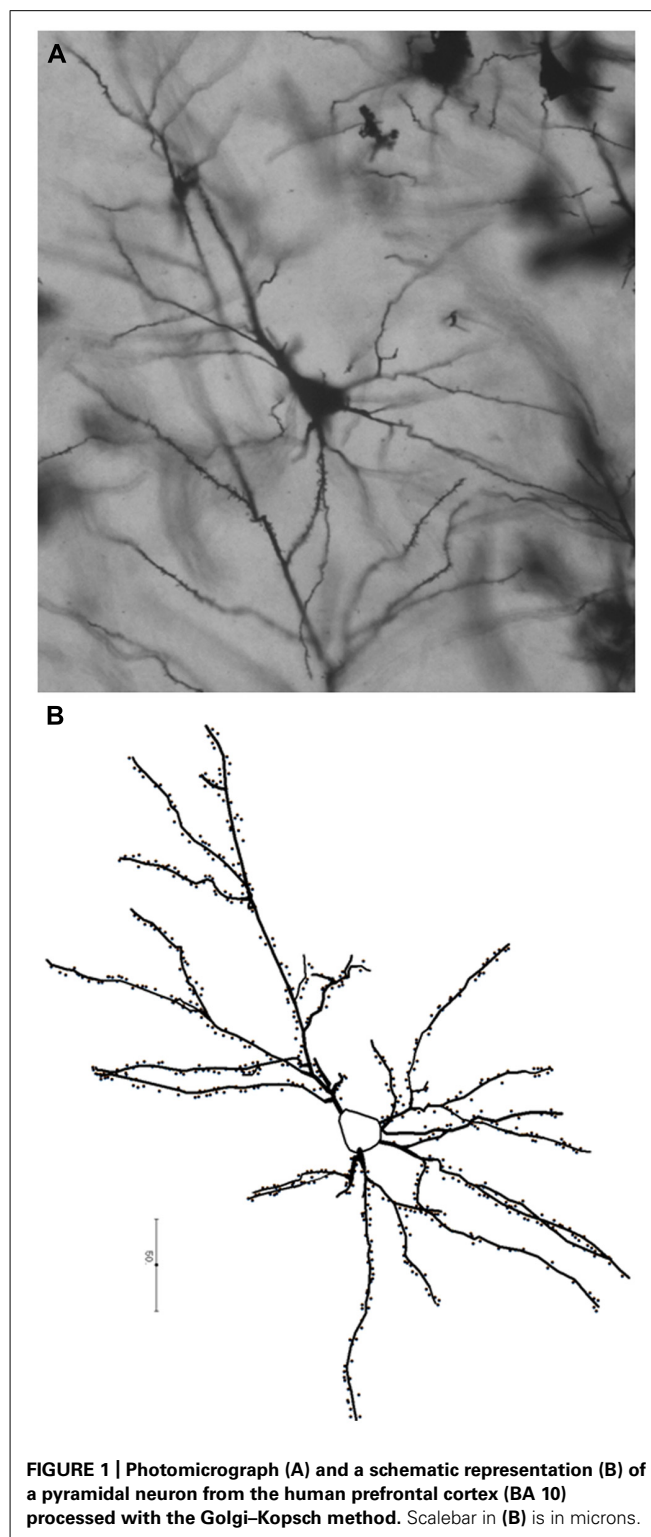 A
B
50.
FIGURE 1 | Photomicrograph (A) and a schematic representation (B) of
a pyramidal neuron from the human prefrontal cortex (BA 10)
processed with the Golgi–Kopsch method. Scalebar in (B) is in microns.